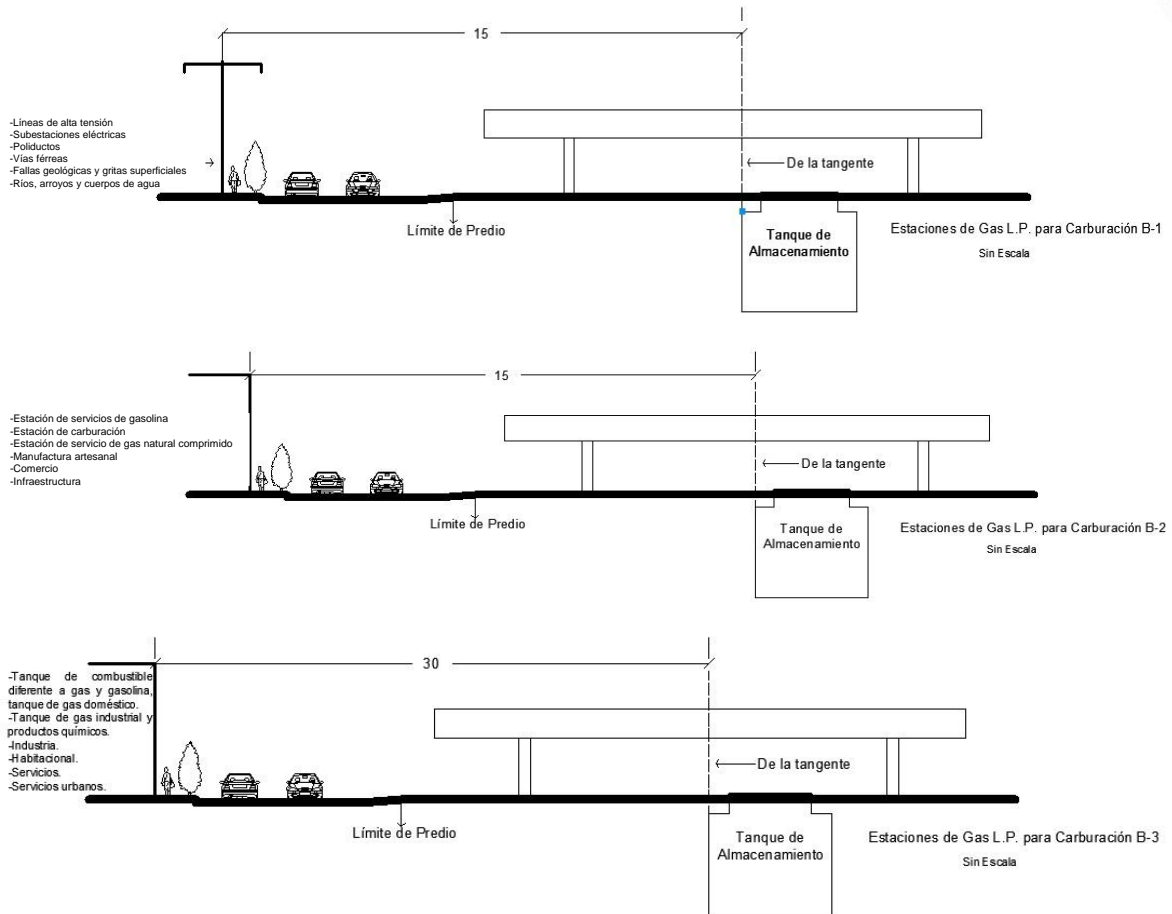 15
-Líneas de alta tensión
-Subestaciones eléctricas
-Poliductos
-Vías férreas
-Fallas geológicas y gritas superficiales
-Ríos, arroyos y cuerpos de agua
De la tangente
Límite de Predio
Tanque de
Almacenamiento
Estaciones de Gas L.P. para Carburación B-1
Sin Escala
15
-Estación de servicios de gasolina
-Estación de carburación
-Estación de servicio de gas natural comprimido
-Manufactura artesanal
-Comercio
-Infraestructura
De la tangente
Límite de Predio
Tanque de
Almacenamiento
Estaciones de Gas L.P. para Carburación B-2
Sin Escala
30
-Tanque de combustible
diferente a gas y gasolina,
tanque de gas doméstico.
-Tanque de gas industrial y
productos químicos.
-Industria.
-Habitacional.
-Servicios.
-Servicios urbanos.
De la tangente
Límite de Predio
Tanque de
Almacenamiento
Estaciones de Gas L.P. para Carburación B-3
Sin Escala